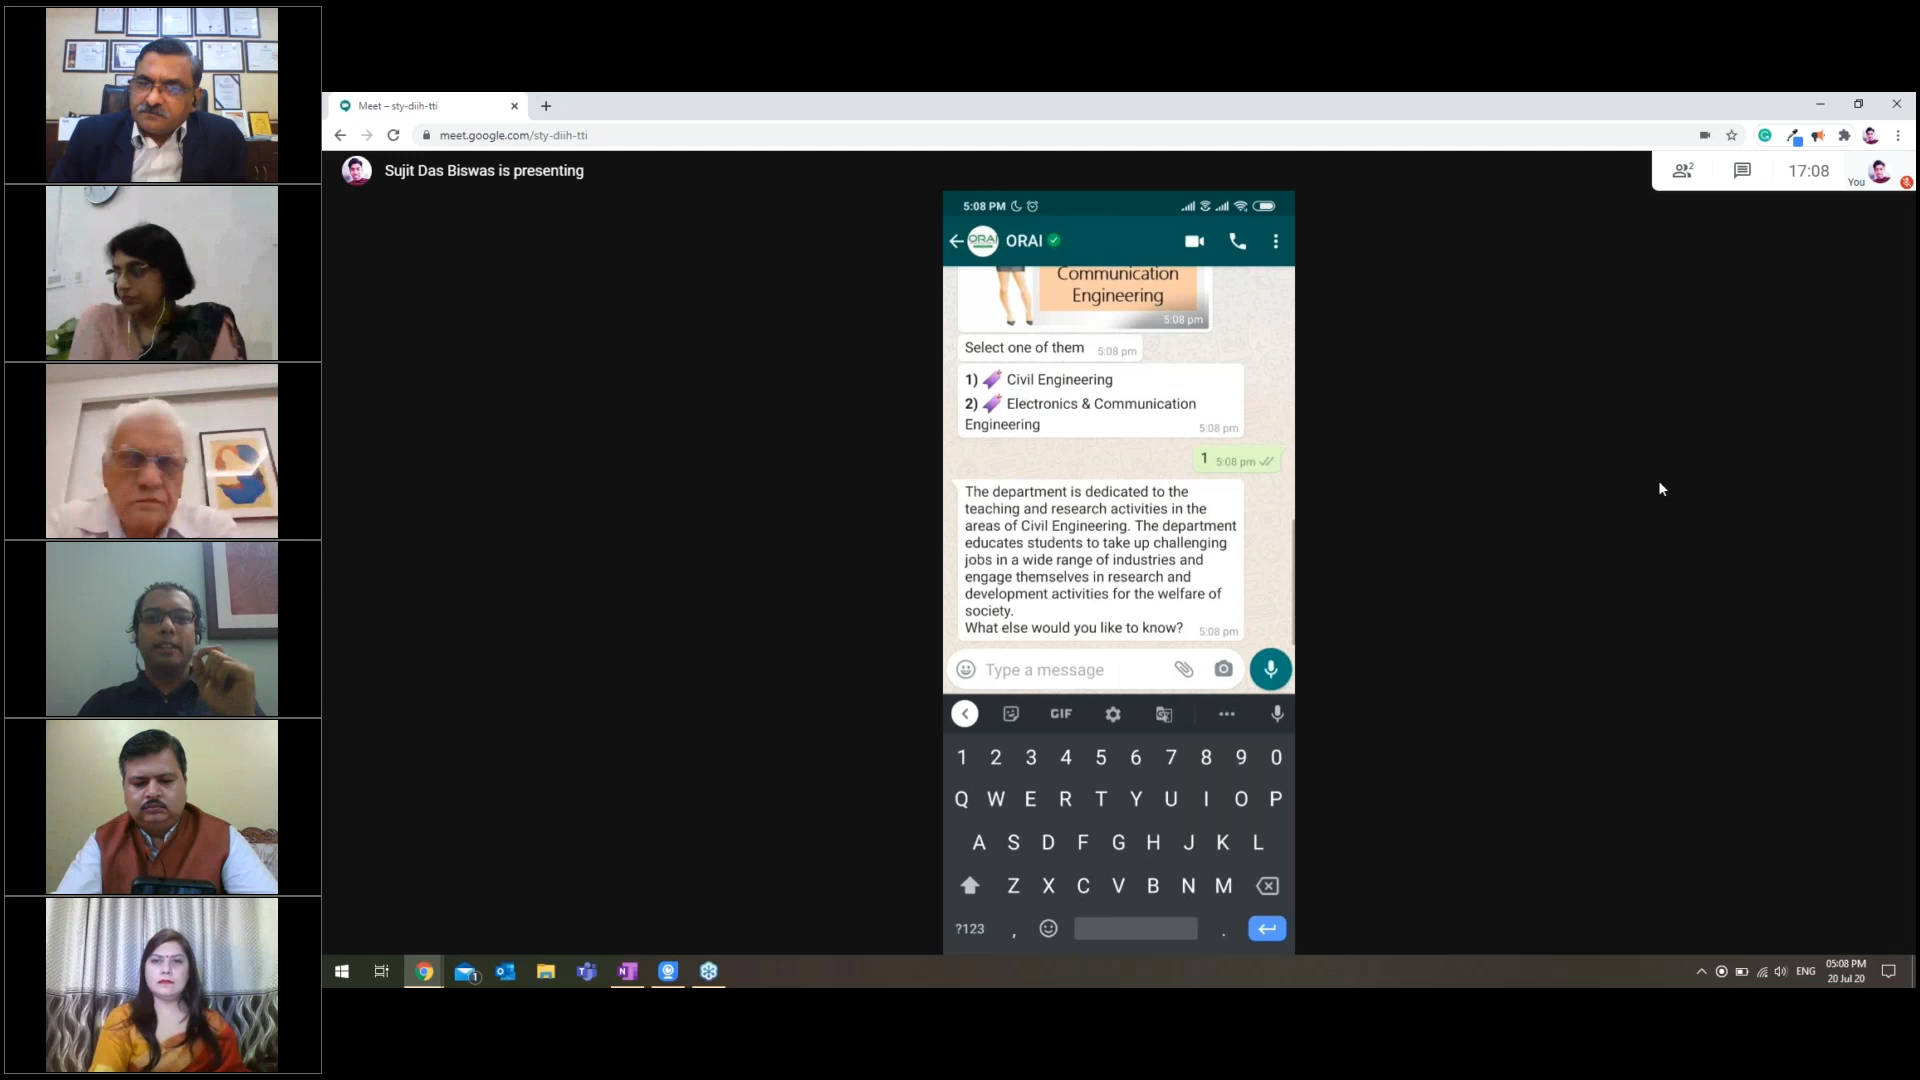 Meet – sty-diih-tti
meet.google.com/sty-diih-tti
Sujit Das Biswas is presenting
2
17:08
You
5:08 PM
ORAI
ORAI
Communication
Engineering
5:08 pm
Select one of them 5:08 pm
1) Civil Engineering
2) Electronics & Communication
Engineering
5:08 pm
1 5:08 pm
The department is dedicated to the
teaching and research activities in the
areas of Civil Engineering. The department
educates students to take up challenging
jobs in a wide range of industries and
engage themselves in research and
development activities for the welfare of
society.
What else would you like to know? 5:08 pm
Type a message
GIF
1 2 3 4 5 6 7 8 9 0
Q W E R T Y U I O P
A S D F G H J K L
Z X C V B N M
?123 , .
1
N
ENG
05:08 PM
20 Jul 20